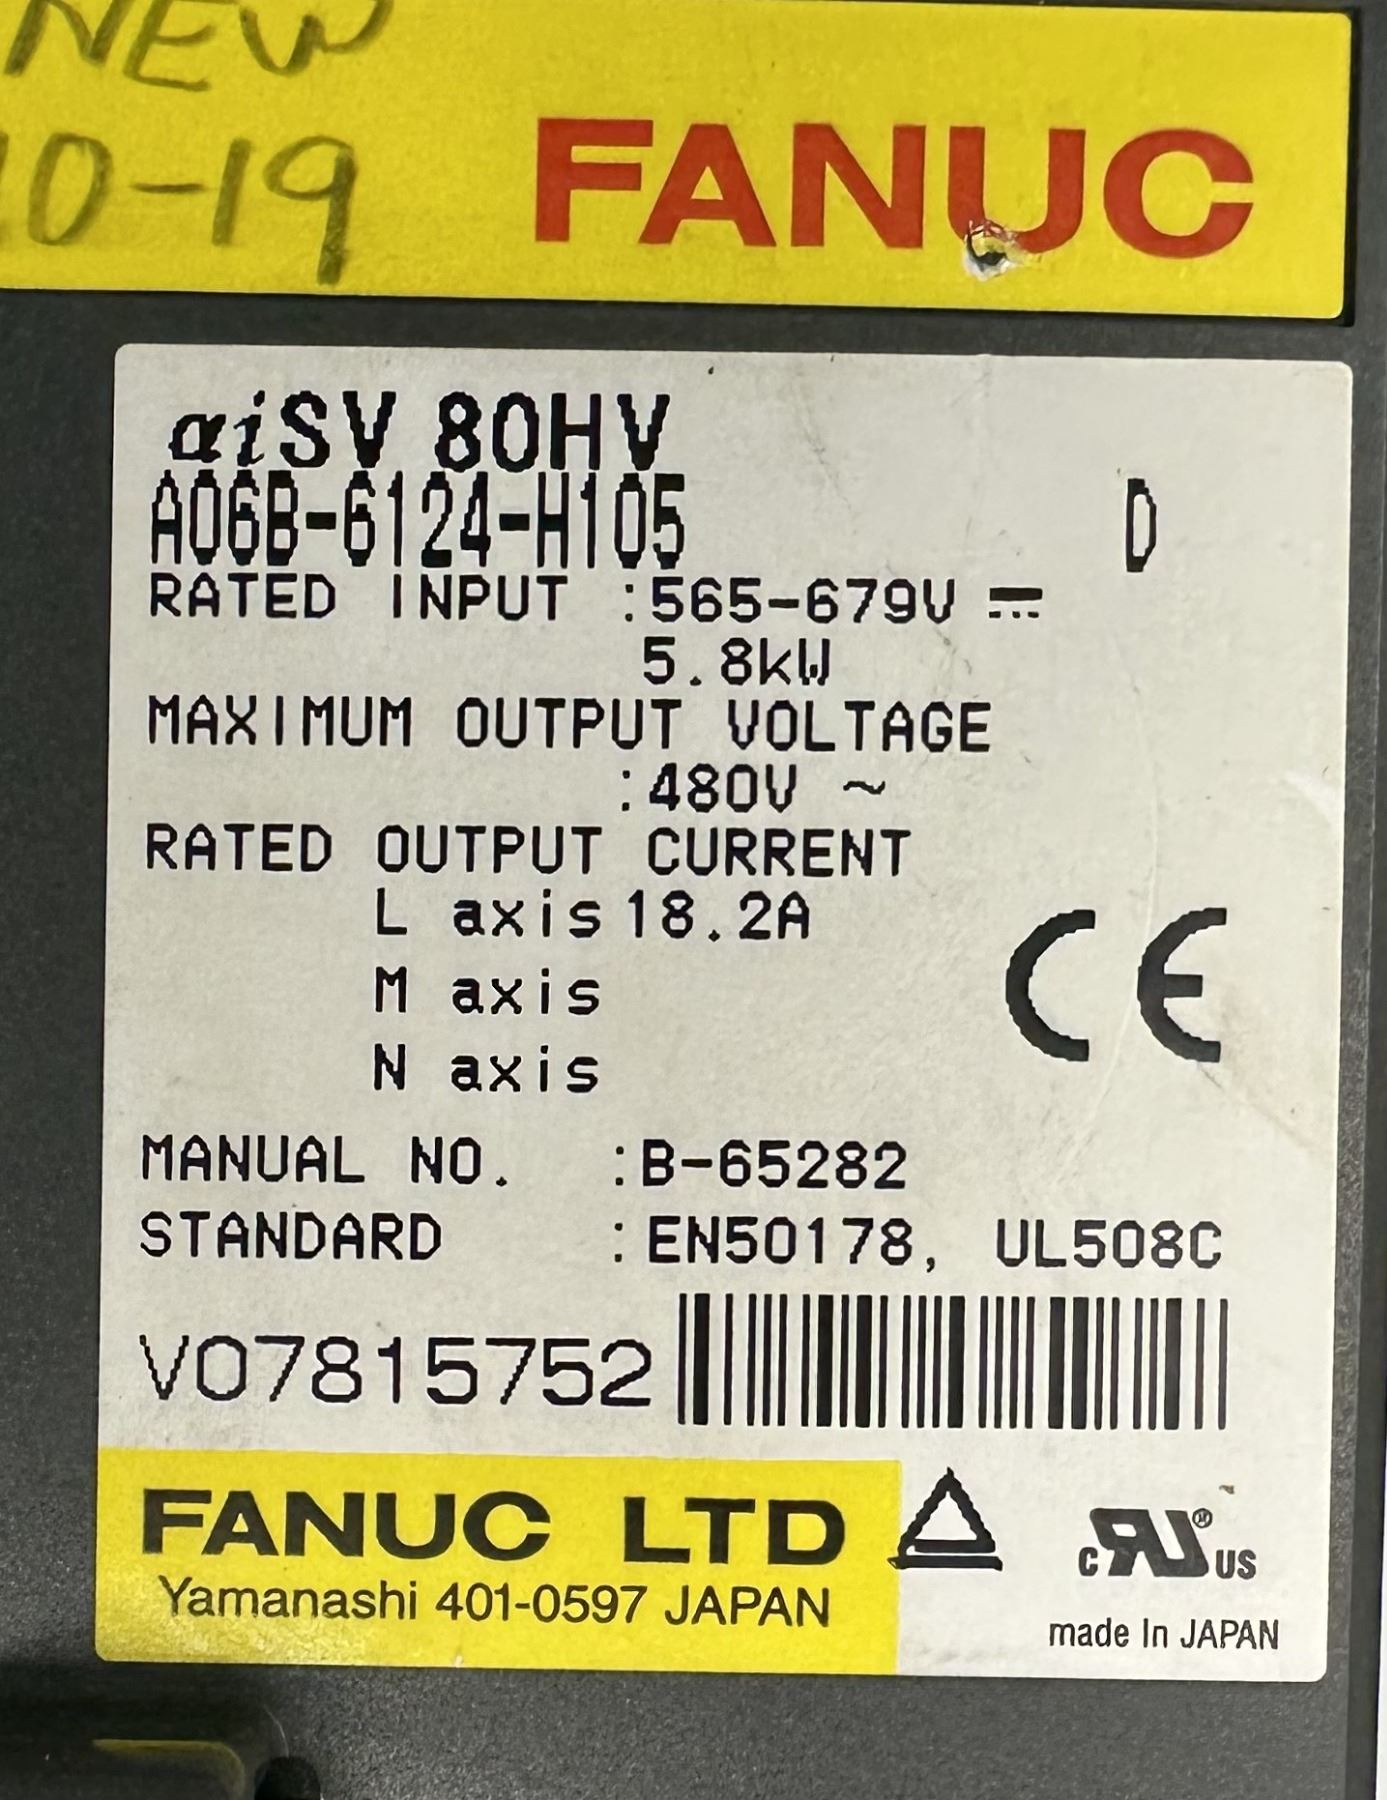 NEW
10-19
FANUC
αiSV 80HV
A06B-6124-H105 D
RATED INPUT :565-679V ⎓
5.8kW
MAXIMUM OUTPUT VOLTAGE
:480V ~
RATED OUTPUT CURRENT
L axis 18.2A
M axis
N axis
CE
MANUAL NO. :B-65282
STANDARD :EN50178, UL508C
V07815752
FANUC LTD
Yamanashi 401-0597 JAPAN
c RU ® US
made In JAPAN